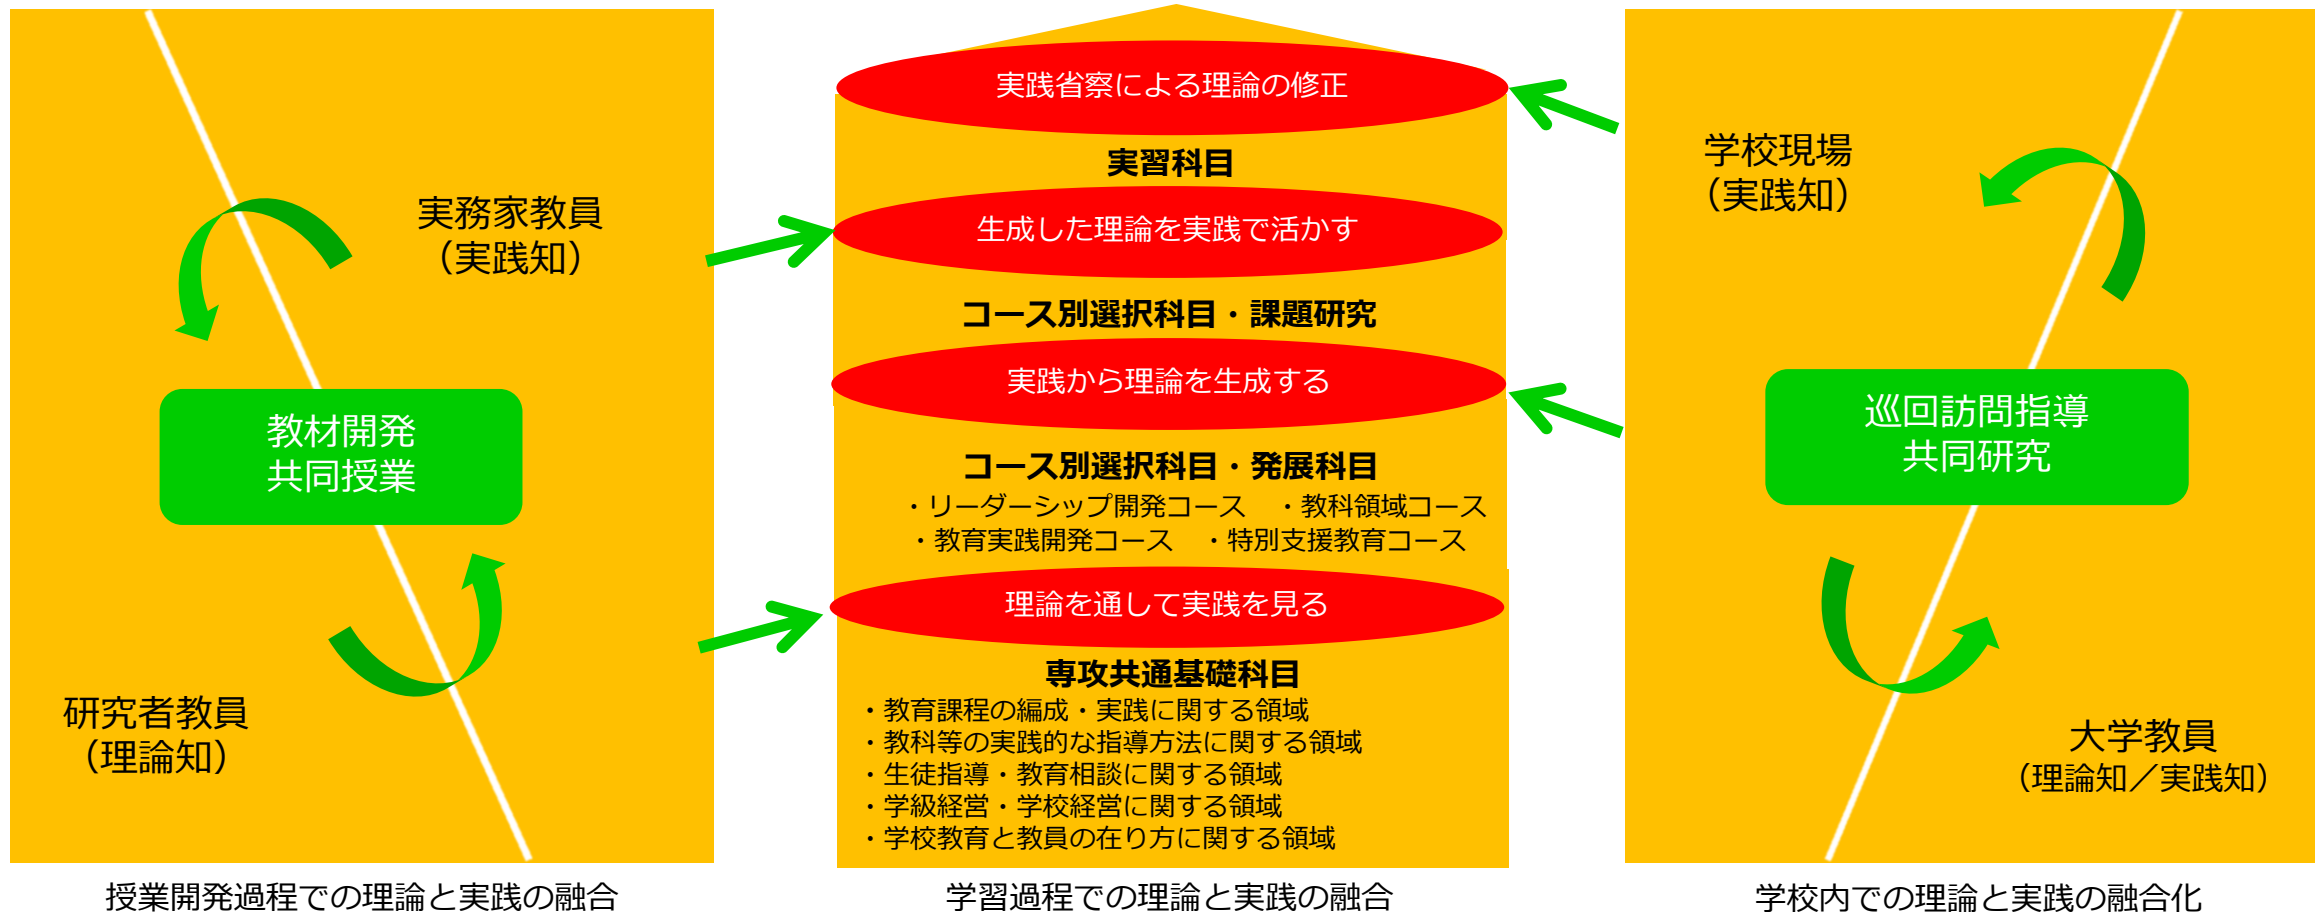 実務家教員
（実践知）
教材開発
共同授業
研究者教員
（理論知）
授業開発過程での理論と実践の融合
実践省察による理論の修正
実習科目
生成した理論を実践で活かす
コース別選択科目・課題研究
実践から理論を生成する
コース別選択科目・発展科目
・リーダーシップ開発コース　・教科領域コース
・教育実践開発コース　・特別支援教育コース
理論を通して実践を見る
専攻共通基礎科目
・教育課程の編成・実践に関する領域
・教科等の実践的な指導方法に関する領域
・生徒指導・教育相談に関する領域
・学級経営・学校経営に関する領域
・学校教育と教員の在り方に関する領域
学習過程での理論と実践の融合
学校現場
（実践知）
巡回訪問指導
共同研究
大学教員
（理論知／実践知）
学校内での理論と実践の融合化